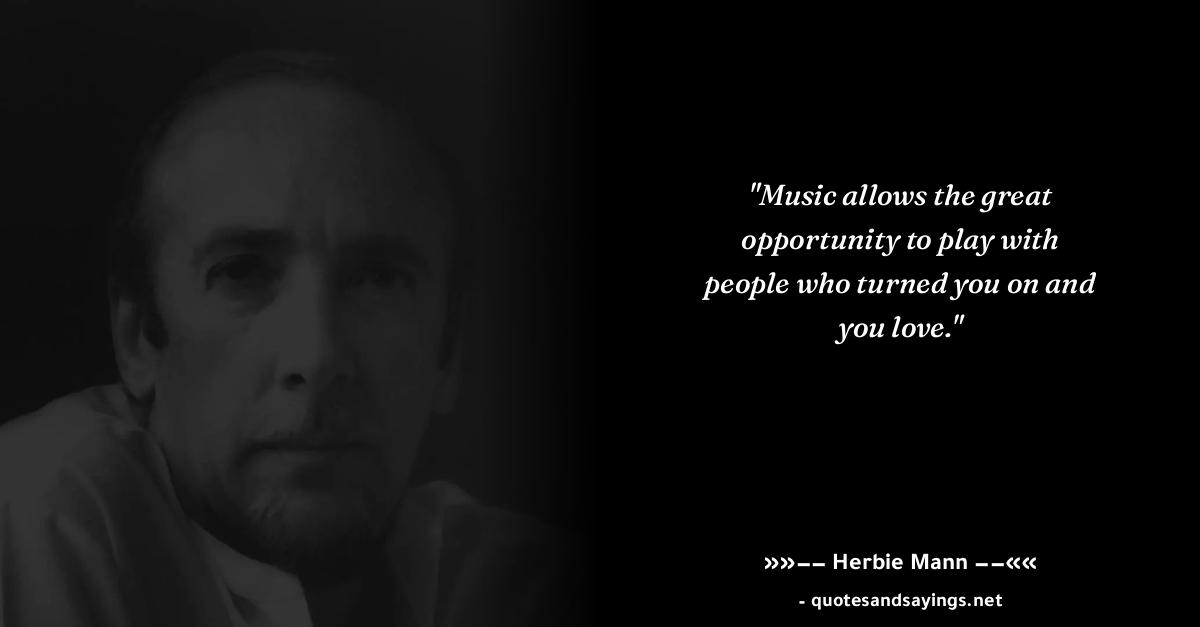 "Music allows the great
opportunity to play with
people who turned you on and
you love."
»»−− Herbie Mann −−««
- quotesandsayings.net